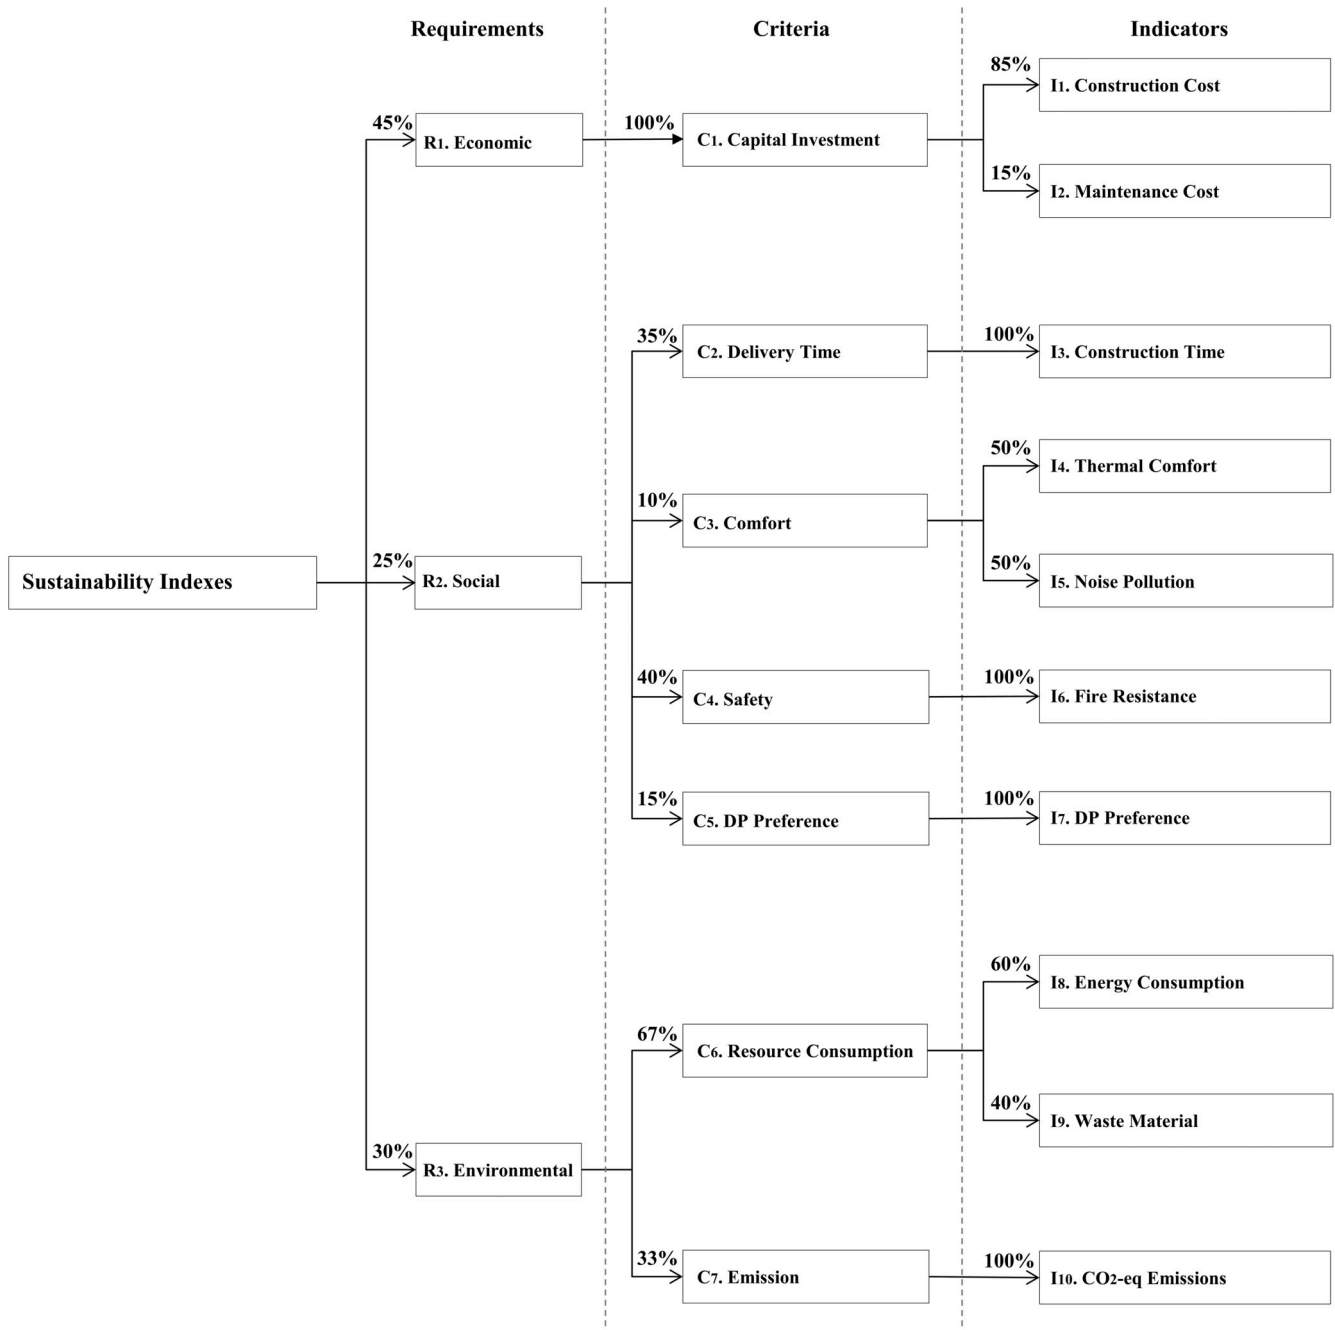 Requirements
Criteria
Indicators
85%
I1. Construction Cost
45%
R1. Economic
100%
C1. Capital Investment
15%
I2. Maintenance Cost
35%
C2. Delivery Time
100%
I3. Construction Time
50%
I4. Thermal Comfort
10%
C3. Comfort
50%
I5. Noise Pollution
Sustainability Indexes
25%
R2. Social
40%
C4. Safety
100%
I6. Fire Resistance
15%
C5. DP Preference
100%
I7. DP Preference
60%
I8. Energy Consumption
67%
C6. Resource Consumption
40%
I9. Waste Material
30%
R3. Environmental
33%
C7. Emission
100%
I10. CO2-eq Emissions